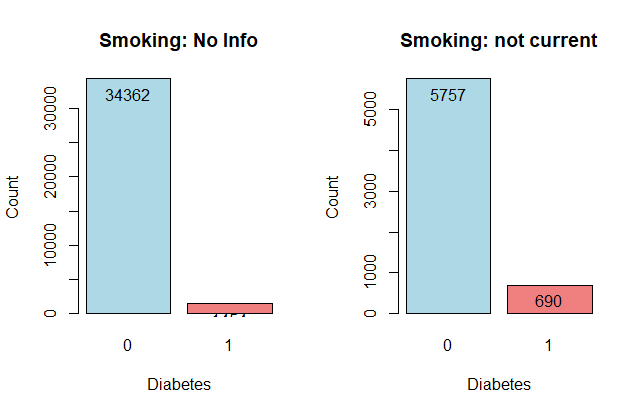 Smoking: No Info
Count
30000
20000
10000
0
34362
0
1
Diabetes
Smoking: not current
Count
5000
3000
1000
0
5757
690
0
1
Diabetes